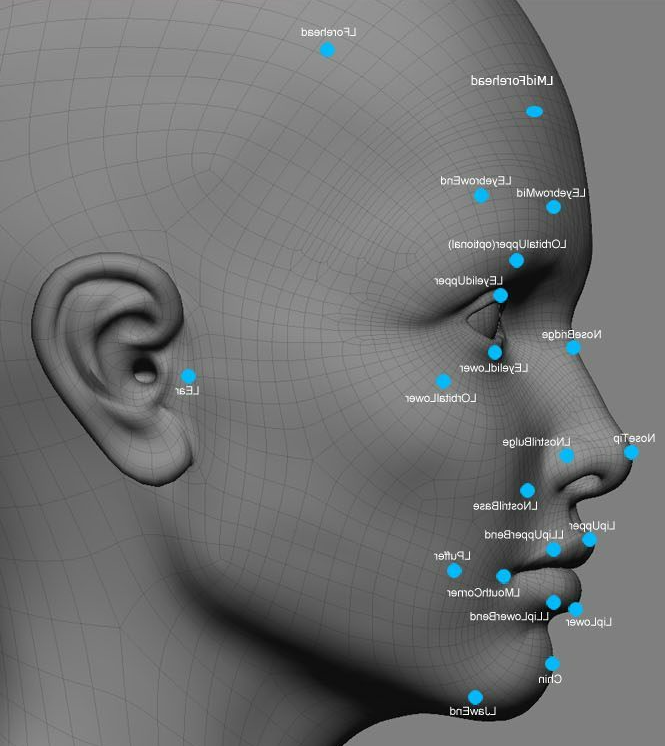 LForehead
LMidForehead
LEyebrowEnd
LEyebrowMid
LOrbitalUpper(optional)
LEyelidUpper
NoseBridge
LEyelidLower
LEar
LOrbitalLower
NoseTip
LNostrilBulge
LNostrilBase
LipUpper
LLipUpperBend
LPuffer
LMouthCorner
LLipLowerBend
LipLower
Chin
LJawEnd